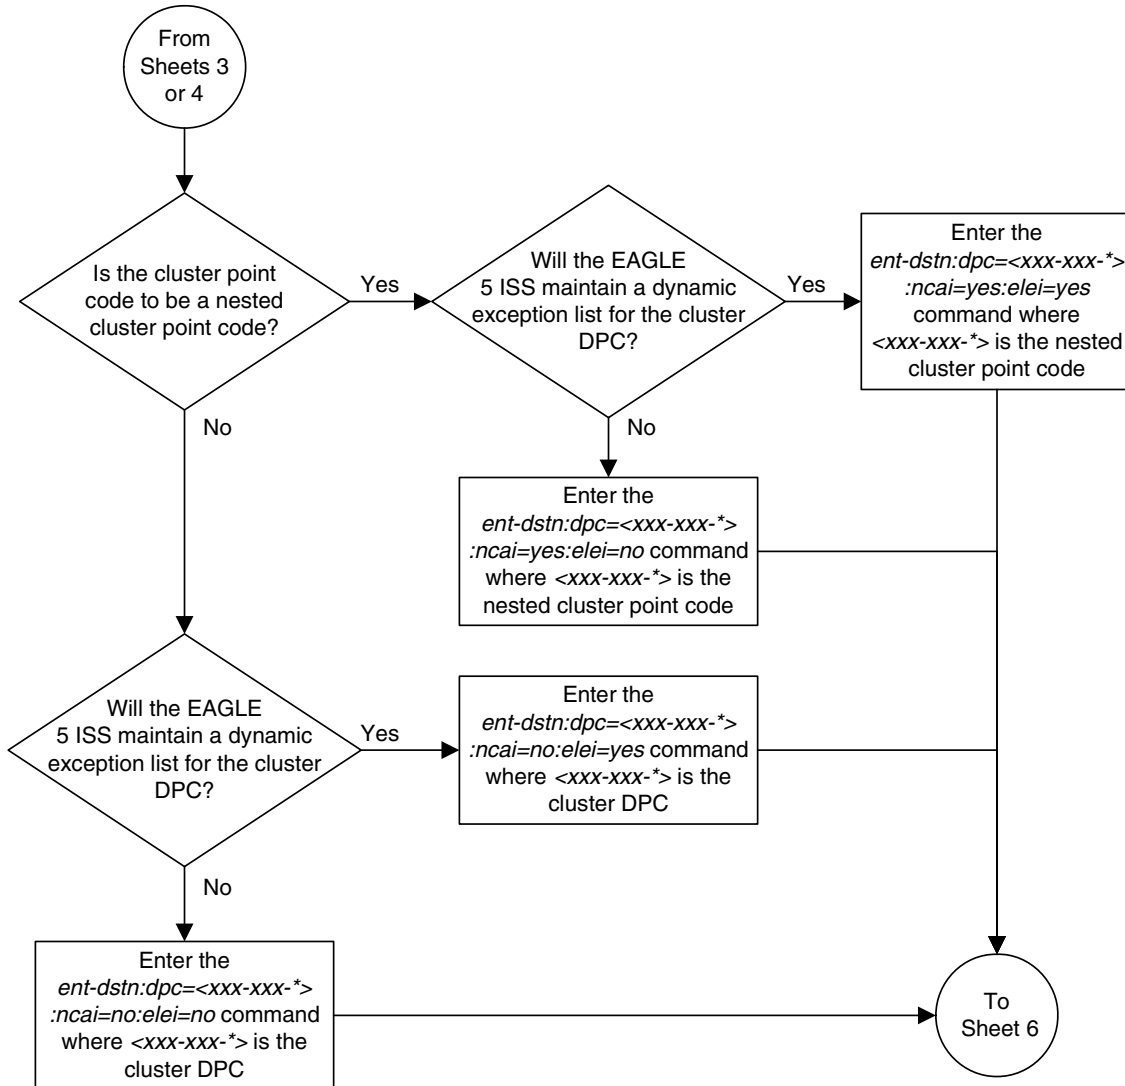 From
Sheets 3
or 4
Is the cluster point
code to be a nested
cluster point code?
Yes
Will the EAGLE
5 ISS maintain a dynamic
exception list for the cluster
DPC?
Yes
Enter the
ent-dstn:dpc=<xxx-xxx-*>
:ncai=yes:elei=yes
command where
<xxx-xxx-*> is the nested
cluster point code
No
No
Enter the
ent-dstn:dpc=<xxx-xxx-*>
:ncai=yes:elei=no command
where <xxx-xxx-*> is the
nested cluster point code
Will the EAGLE
5 ISS maintain a dynamic
exception list for the cluster
DPC?
Yes
Enter the
ent-dstn:dpc=<xxx-xxx-*>
:ncai=no:elei=yes command
where <xxx-xxx-*> is the
cluster DPC
No
Enter the
ent-dstn:dpc=<xxx-xxx-*>
:ncai=no:elei=no command
where <xxx-xxx-*> is the
cluster DPC
To
Sheet 6